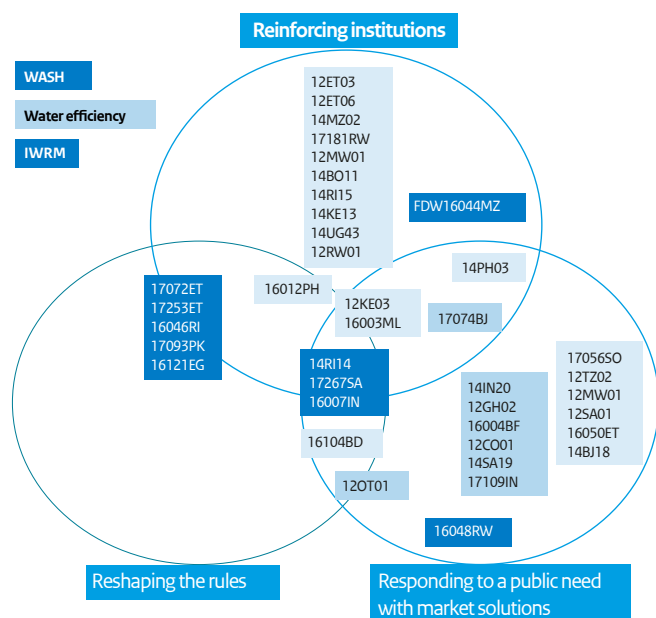 Reinforcing institutions
WASH
Water efficiency
IWRM
12ET03
12ET06
14MZ02
17181RW
12MW01
14BO11
14RI15
14KE13
14UG43
12RW01
FDW16044MZ
14PH03
16012PH
17072ET
17253ET
16046RI
17093PK
16121EG
12KE03
16003ML
17074BJ
14RI14
17267SA
16007IN
17056SO
12TZ02
12MW01
12SA01
16050ET
14BJ18
14IN20
12GH02
16004BF
12CO01
14SA19
17109IN
16104BD
12OT01
16048RW
Reshaping the rules
Responding to a public need
with market solutions